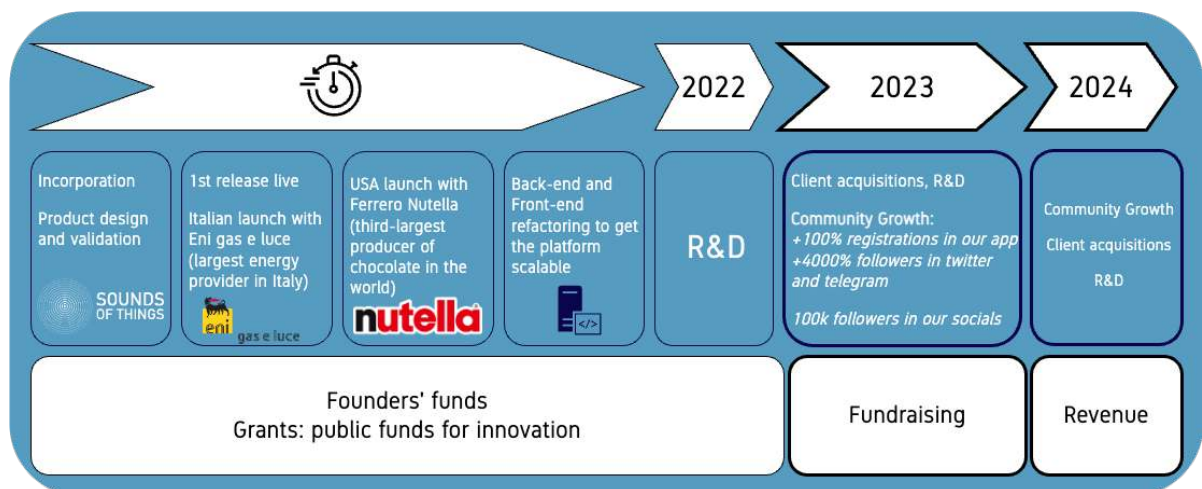 2022
2023
2024
Incorporation
Product design
and validation
SOUNDS
OF THINGS
1st release live
Italian launch with
Eni gas e luce
(largest energy
provider in Italy)
eni
gas e luce
USA launch with
Ferrero Nutella
(third-largest
producer of
chocolate in the
world)
nutella
Back-end and
Front-end
refactoring to get
the platform
scalable
</>
R&D
Client acquisitions, R&D
Community Growth:
+100% registrations in our app
+4000% followers in twitter
and telegram
100k followers in our socials
Community Growth
Client acquisitions
R&D
Founders' funds
Grants: public funds for innovation
Fundraising
Revenue